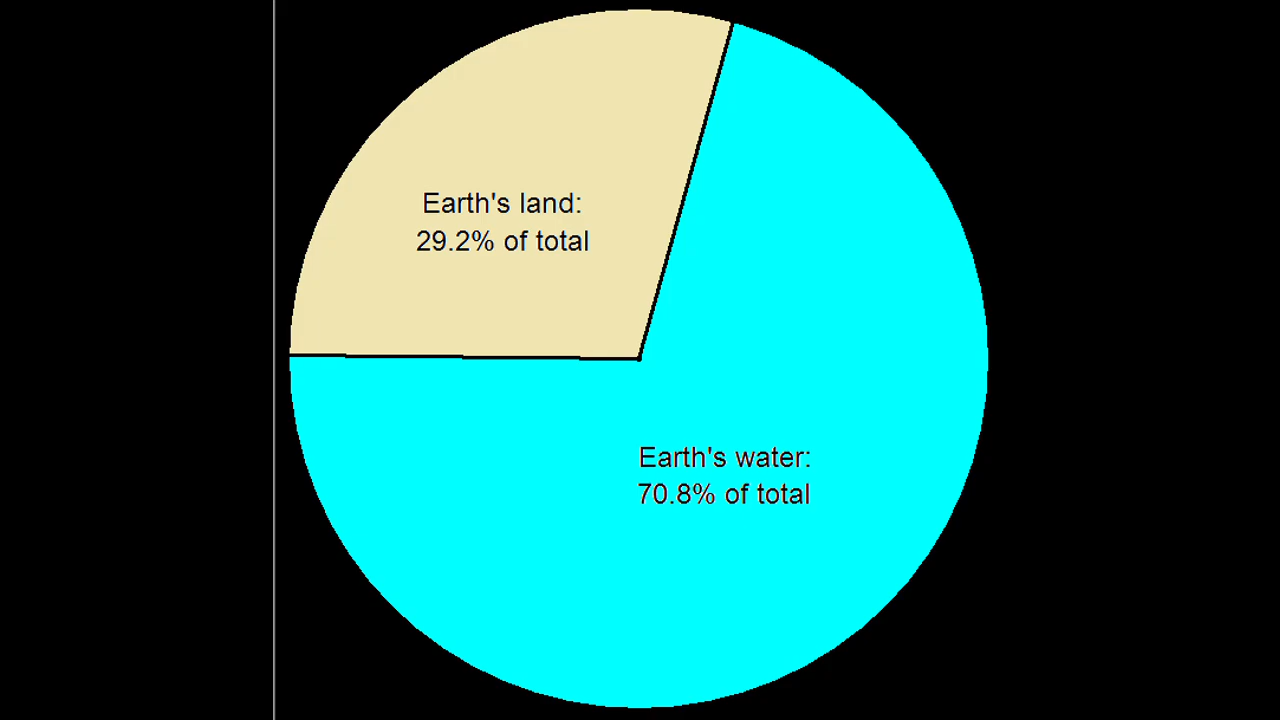 Earth's land:
29.2% of total
Earth's water:
70.8% of total